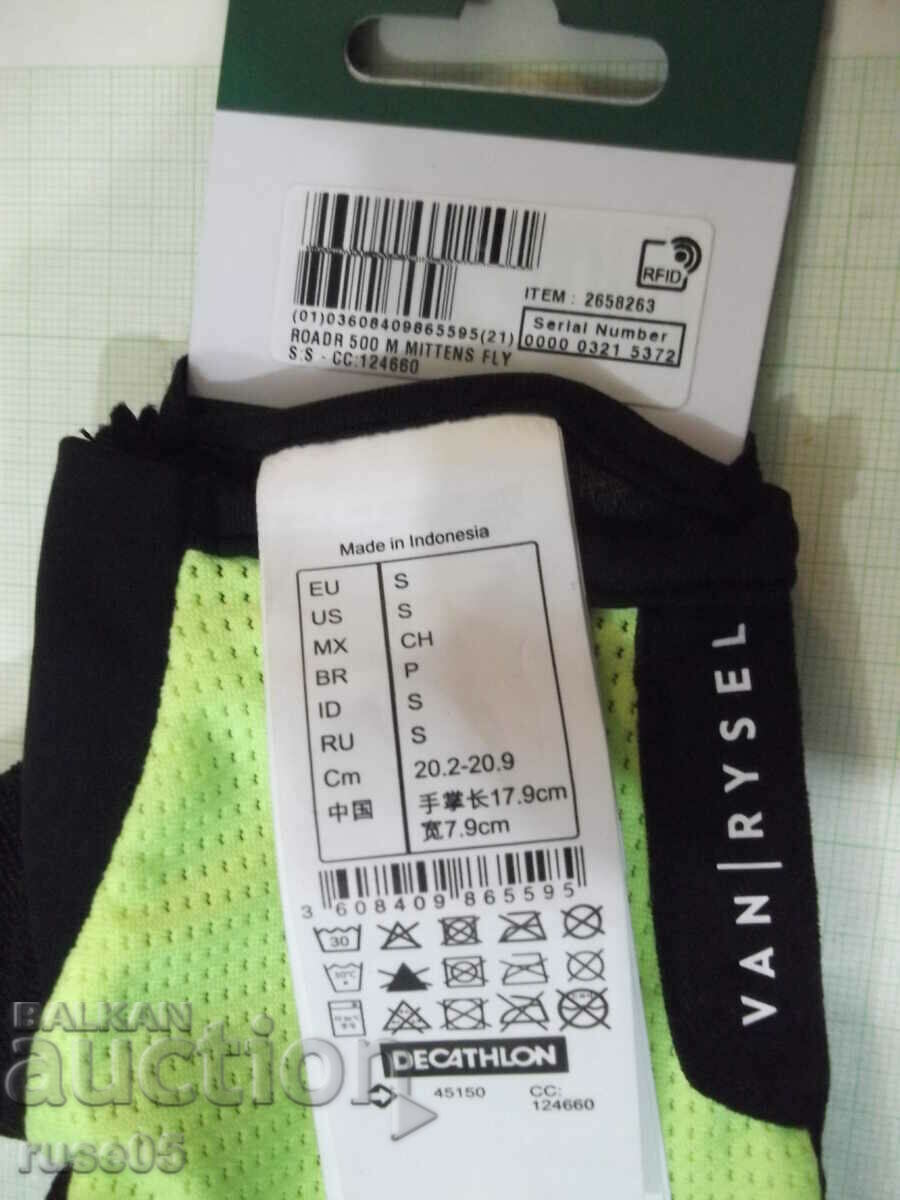 RFID
ITEM : 2658263
(01)03608409865595(21)
Serial Number
0000 0321 5372
ROADR 500 M MITTENS FLY
S:S - CC:124660
Made in Indonesia
EU S
US S
MX CH
BR P
ID S
RU S
Cm 20.2-20.9
中国 手掌长17.9cm
宽7.9cm
3 608409 865595
30
DECATHLON
45150 CC:
124660
VAN|RYSEL
BALKAN
auction
ruse05